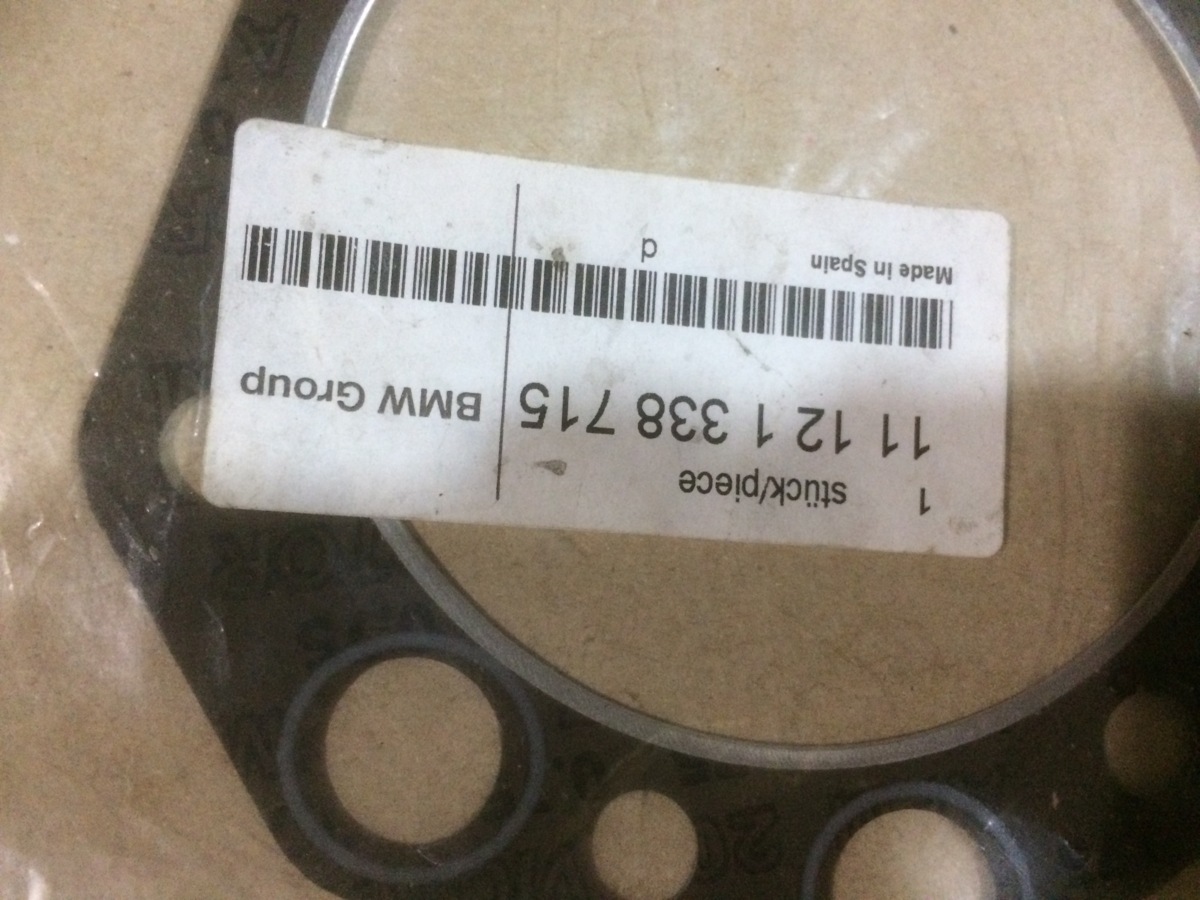 1 stück/piece
11 12 1 338 715
BMW Group
Made in Spain
d